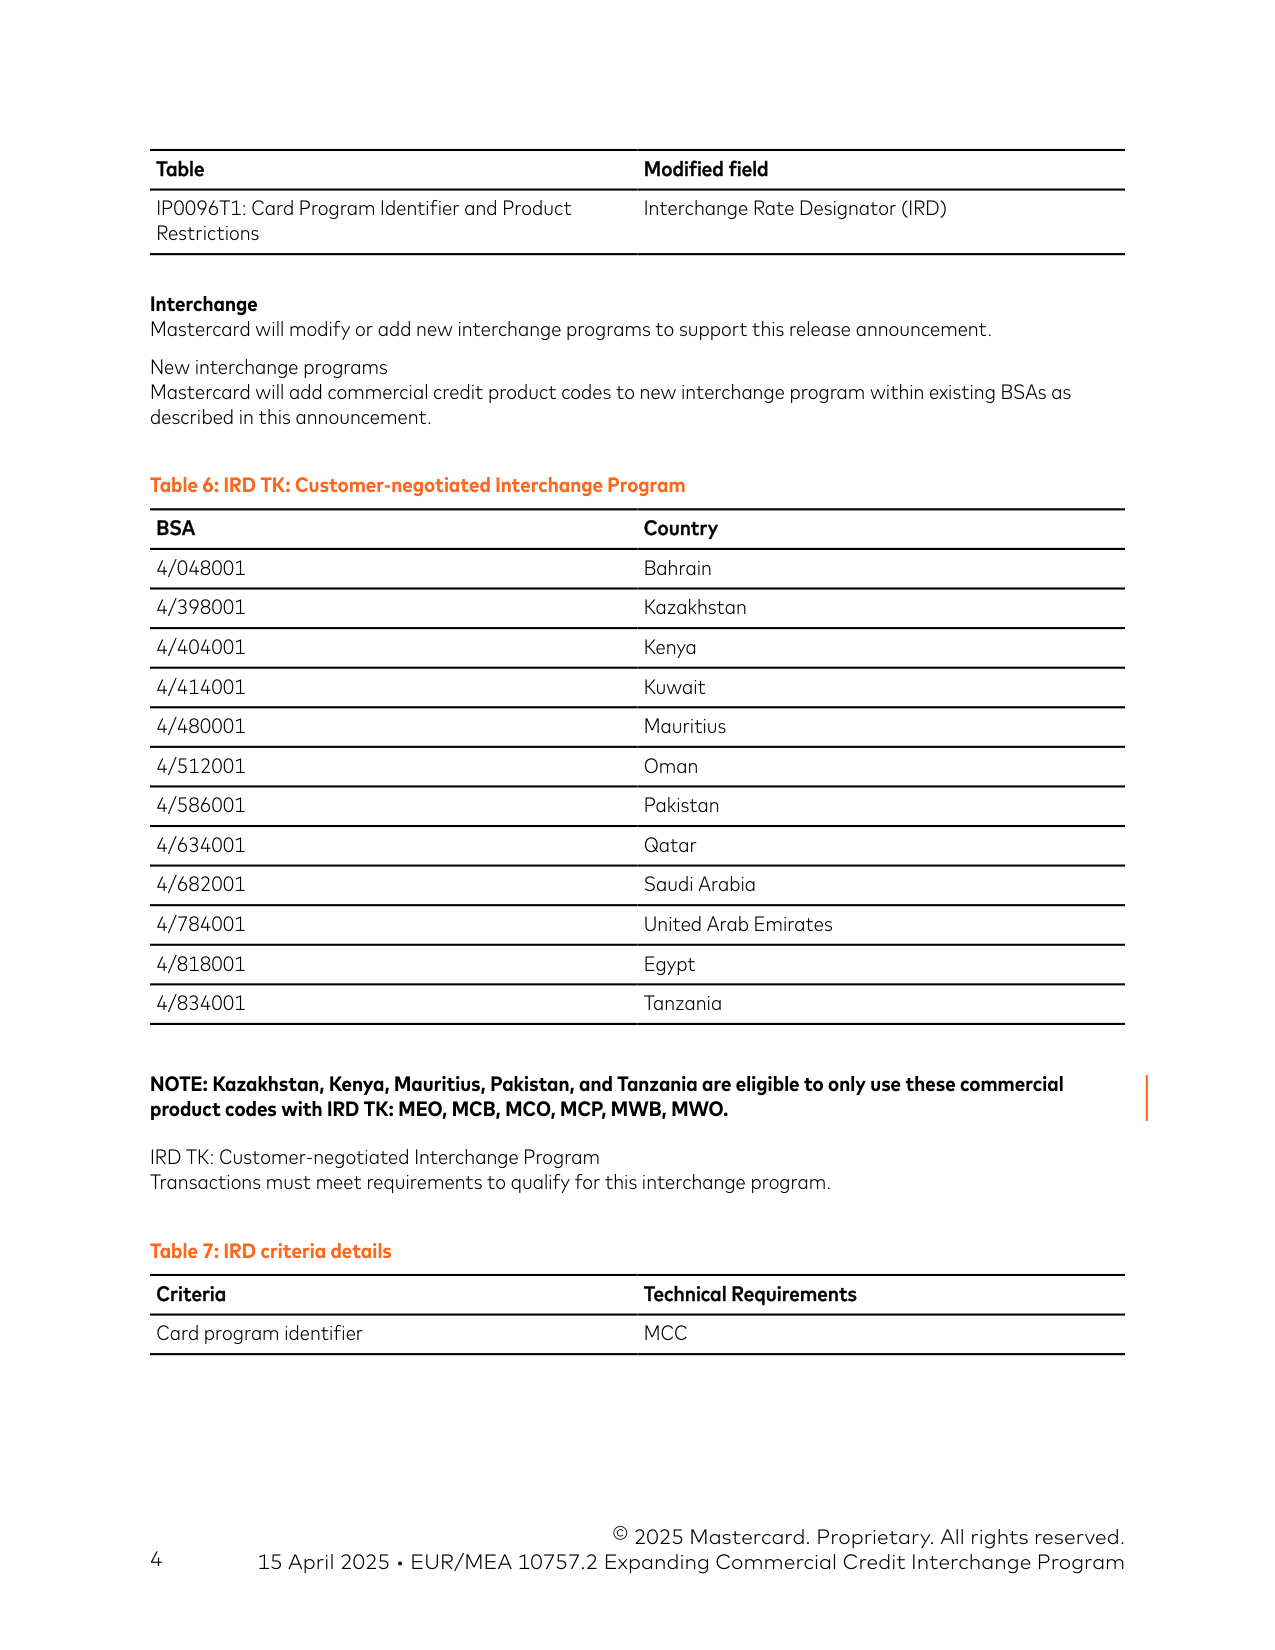 Table Modified field
IP0096T1: Card Program Identifier and Product Interchange Rate Designator (IRD)
Restrictions
Interchange
Mastercard will modify or add new interchange programs to support this release announcement.
New interchange programs
Mastercard will add commercial credit product codes to new interchange program within existing BSAs as
described in this announcement.
Table 6: IRD TK: Customer-negotiated Interchange Program
BSA Country
4/048001 Bahrain
4/398001 Kazakhstan
4/404001 Kenya
4/414001 Kuwait
4/480001 Mauritius
4/512001 Oman
4/586001 Pakistan
4/634001 Qatar
4/682001 Saudi Arabia
4/784001 United Arab Emirates
4/818001 Egypt
4/834001 Tanzania
NOTE: Kazakhstan, Kenya, Mauritius, Pakistan, and Tanzania are eligible to only use these commercial
product codes with IRD TK: MEO, MCB, MCO, MCP, MWB, MWO.
IRD TK: Customer-negotiated Interchange Program
Transactions must meet requirements to qualify for this interchange program.
Table 7: IRD criteria details
Criteria Technical Requirements
Card program identifier MCC
© 2025 Mastercard. Proprietary. All rights reserved.
4 15 April 2025 • EUR/MEA 10757.2 Expanding Commercial Credit Interchange Program